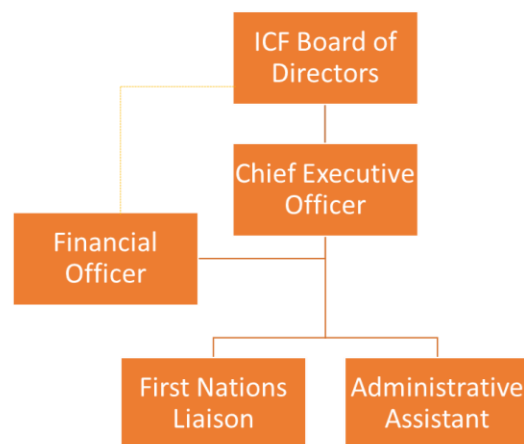 ICF Board of
Directors
Chief Executive
Officer
Financial
Officer
First Nations
Liaison
Administrative
Assistant